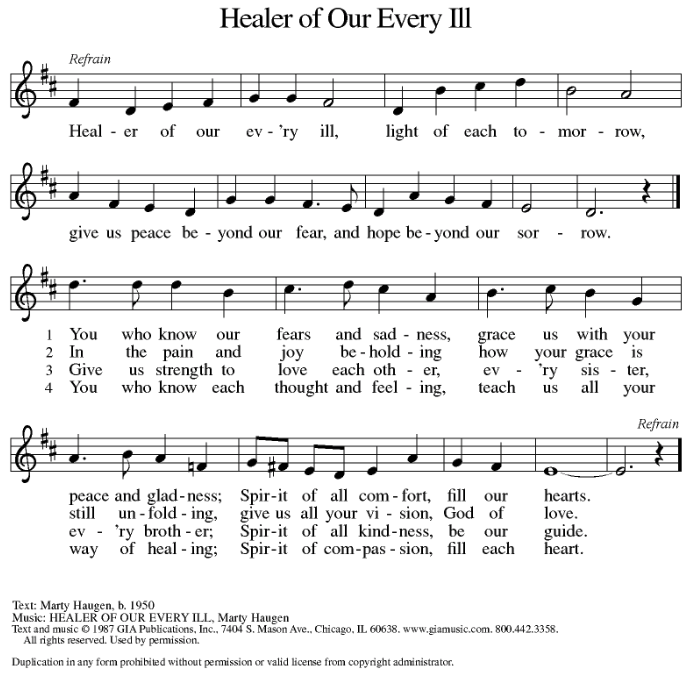 Healer of Our Every Ill
Refrain
Heal - er of our ev - 'ry ill, light of each to - mor - row,
give us peace be - yond our fear, and hope be - yond our sor - row.
1 You who know our fears and sad - ness, grace us with your
2 In the pain and joy be - hold - ing how your grace is
3 Give us strength to love each oth - er, ev - 'ry sis - ter,
4 You who know each thought and feel - ing, teach us all your
Refrain
peace and glad - ness; Spir - it of all com - fort, fill our hearts.
still un - fold - ing, give us all your vi - sion, God of love.
ev - 'ry broth - er; Spir - it of all kind - ness, be our guide.
way of heal - ing; Spir - it of com - pas - sion, fill each heart.
Text: Marty Haugen, b. 1950
Music: HEALER OF OUR EVERY ILL, Marty Haugen
Text and music © 1987 GIA Publications, Inc., 7404 S. Mason Ave., Chicago, IL 60638. www.giamusic.com. 800.442.3358.
All rights reserved. Used by permission.
Duplication in any form prohibited without permission or valid license from copyright administrator.